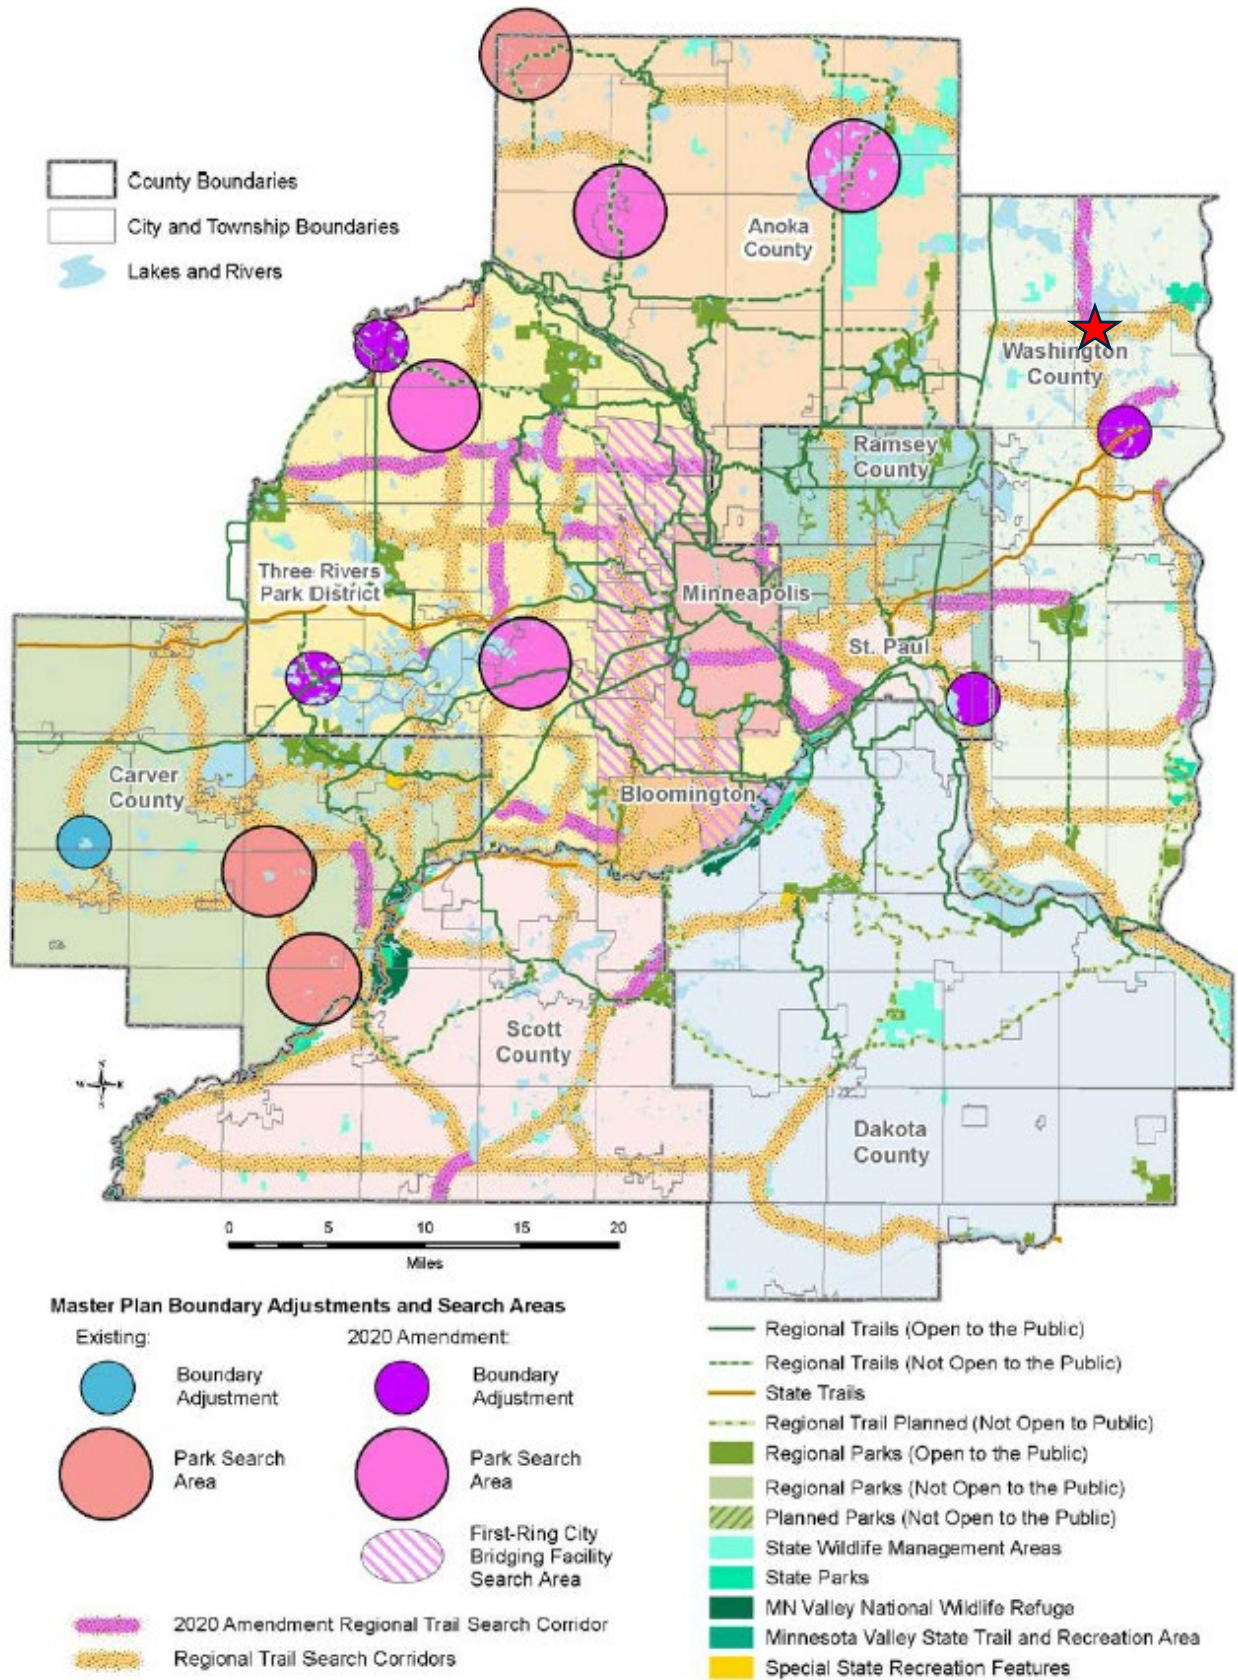 County Boundaries
City and Township Boundaries
Lakes and Rivers
Anoka
County
Washington
County
Ramsey
County
Three Rivers
Park District
Minneapolis
St. Paul
Carver
County
Bloomington
Scott
County
Dakota
County
0 5 10 15 20
Miles
Master Plan Boundary Adjustments and Search Areas
Existing:
Boundary
Adjustment
Park Search
Area
2020 Amendment:
Boundary
Adjustment
Park Search
Area
First-Ring City
Bridging Facility
Search Area
2020 Amendment Regional Trail Search Corridor
Regional Trail Search Corridors
Regional Trails (Open to the Public)
Regional Trails (Not Open to the Public)
State Trails
Regional Trail Planned (Not Open to Public)
Regional Parks (Open to the Public)
Regional Parks (Not Open to the Public)
Planned Parks (Not Open to the Public)
State Wildlife Management Areas
State Parks
MN Valley National Wildlife Refuge
Minnesota Valley State Trail and Recreation Area
Special State Recreation Features